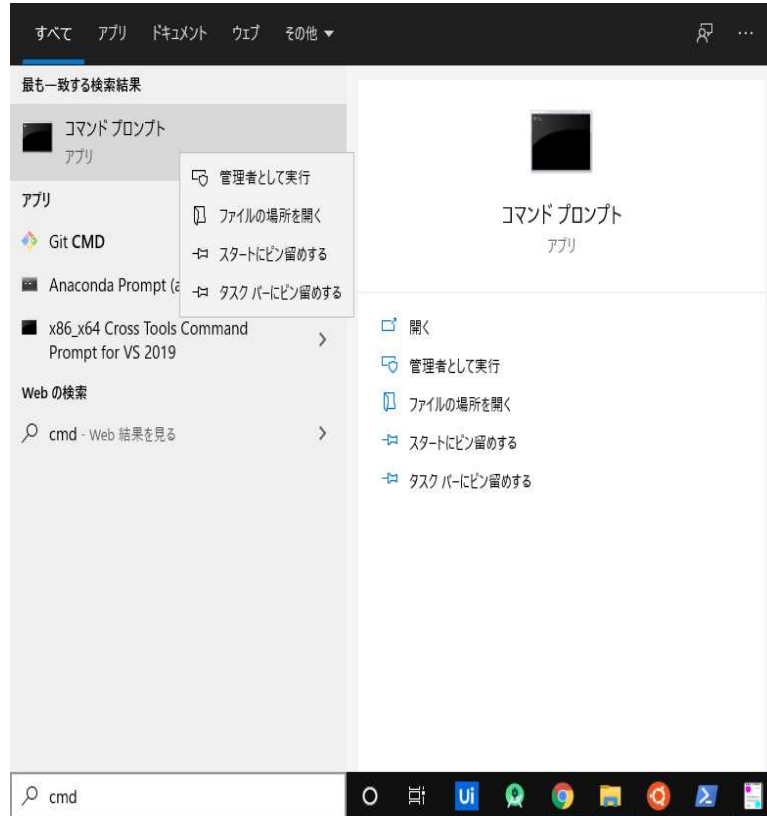 すべて アプリ ドキュメント ウェブ その他 ▼ ...
最も一致する検索結果
コマンド プロンプト
アプリ
管理者として実行
ファイルの場所を開く
スタートにピン留めする
タスク バーにピン留めする
アプリ
Git CMD
Anaconda Prompt (a
x86_x64 Cross Tools Command
Prompt for VS 2019
Web の検索
cmd - Web 結果を見る
コマンド プロンプト
アプリ
開く
管理者として実行
ファイルの場所を開く
スタートにピン留めする
タスク バーにピン留めする
cmd
Ui